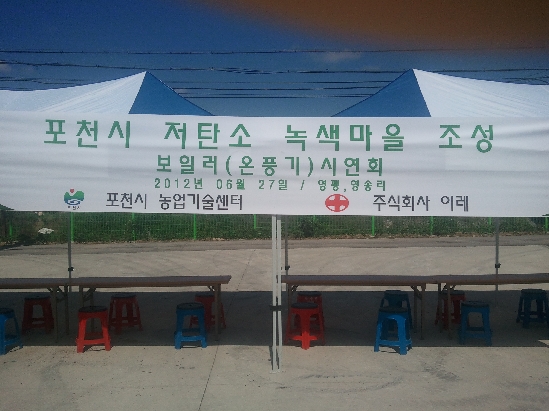 포천시 저탄소 녹색마을 조성
보일러(온풍기)시연회
2012년 06월 27일 / 영평,영송리
포천시 농업기술센터 주식회사 이레